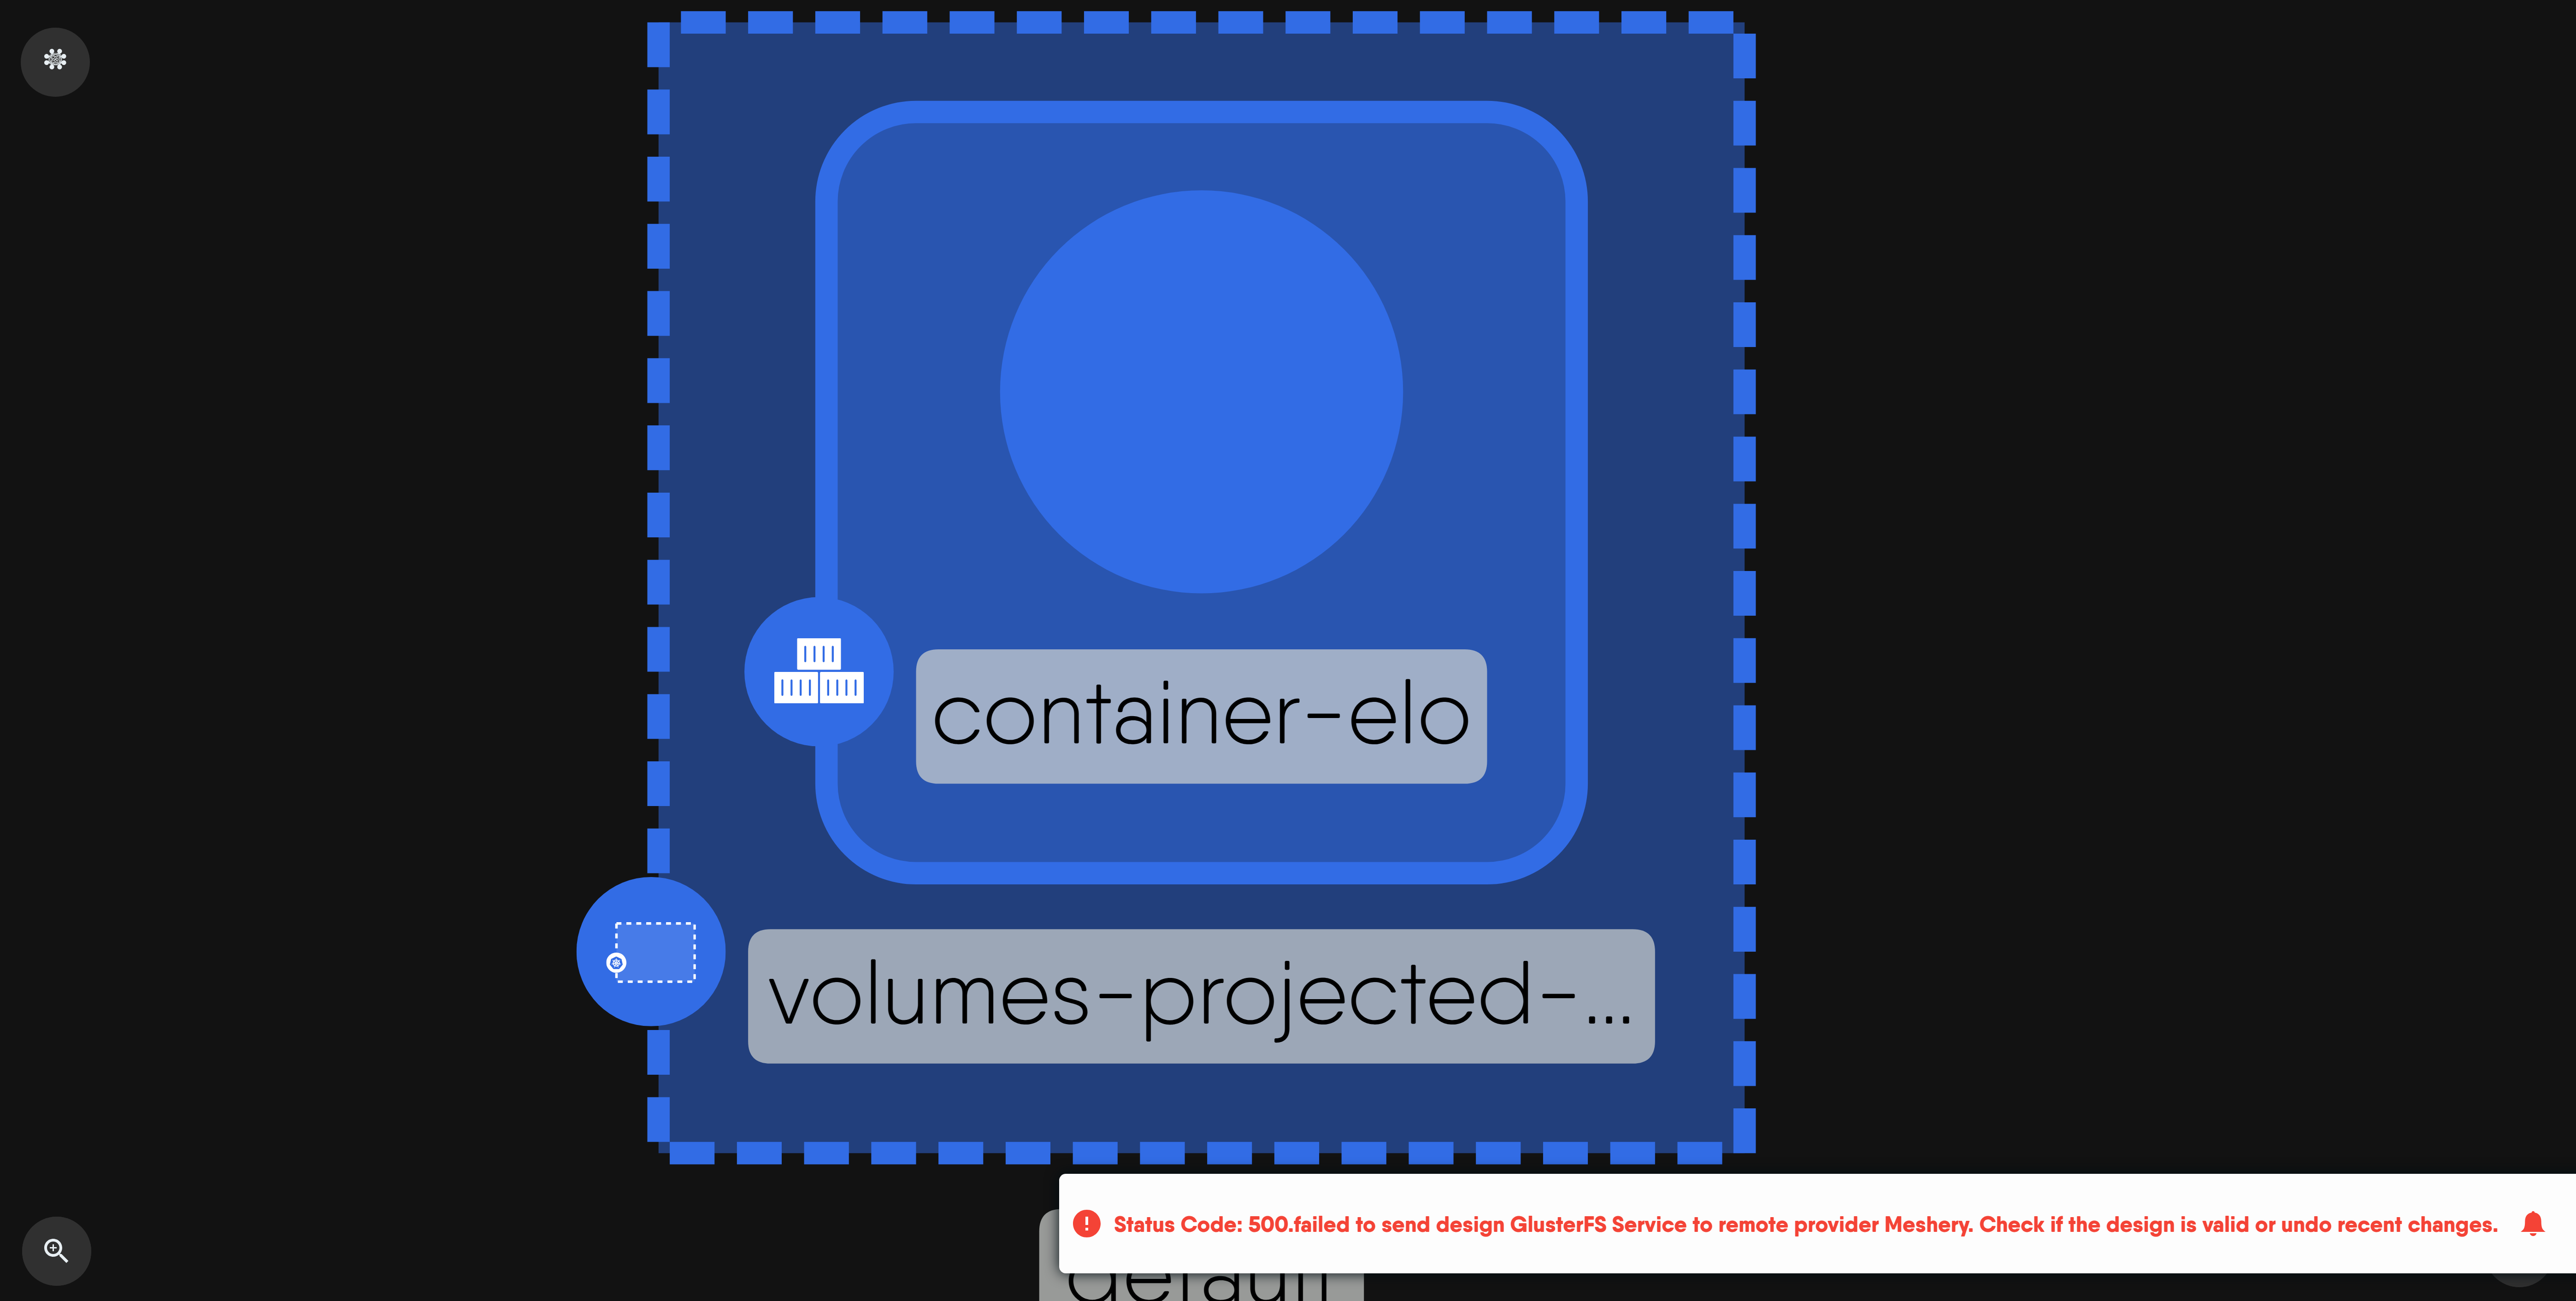 container-elo
volumes-projected-...
Status Code: 500.failed to send design GlusterFS Service to remote provider Meshery. Check if the design is valid or undo recent changes.
default